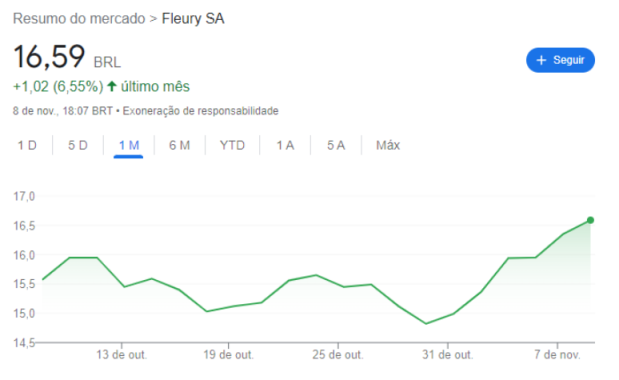 Resumo do mercado > Fleury SA
16,59 BRL
+ Seguir
+1,02 (6,55%) ↑ último mês
8 de nov., 18:07 BRT • Exoneração de responsabilidade
1 D 5 D 1 M 6 M YTD 1 A 5 A Máx
17,0
16,5
16,0
15,5
15,0
14,5
13 de out. 19 de out. 25 de out. 31 de out. 7 de nov.